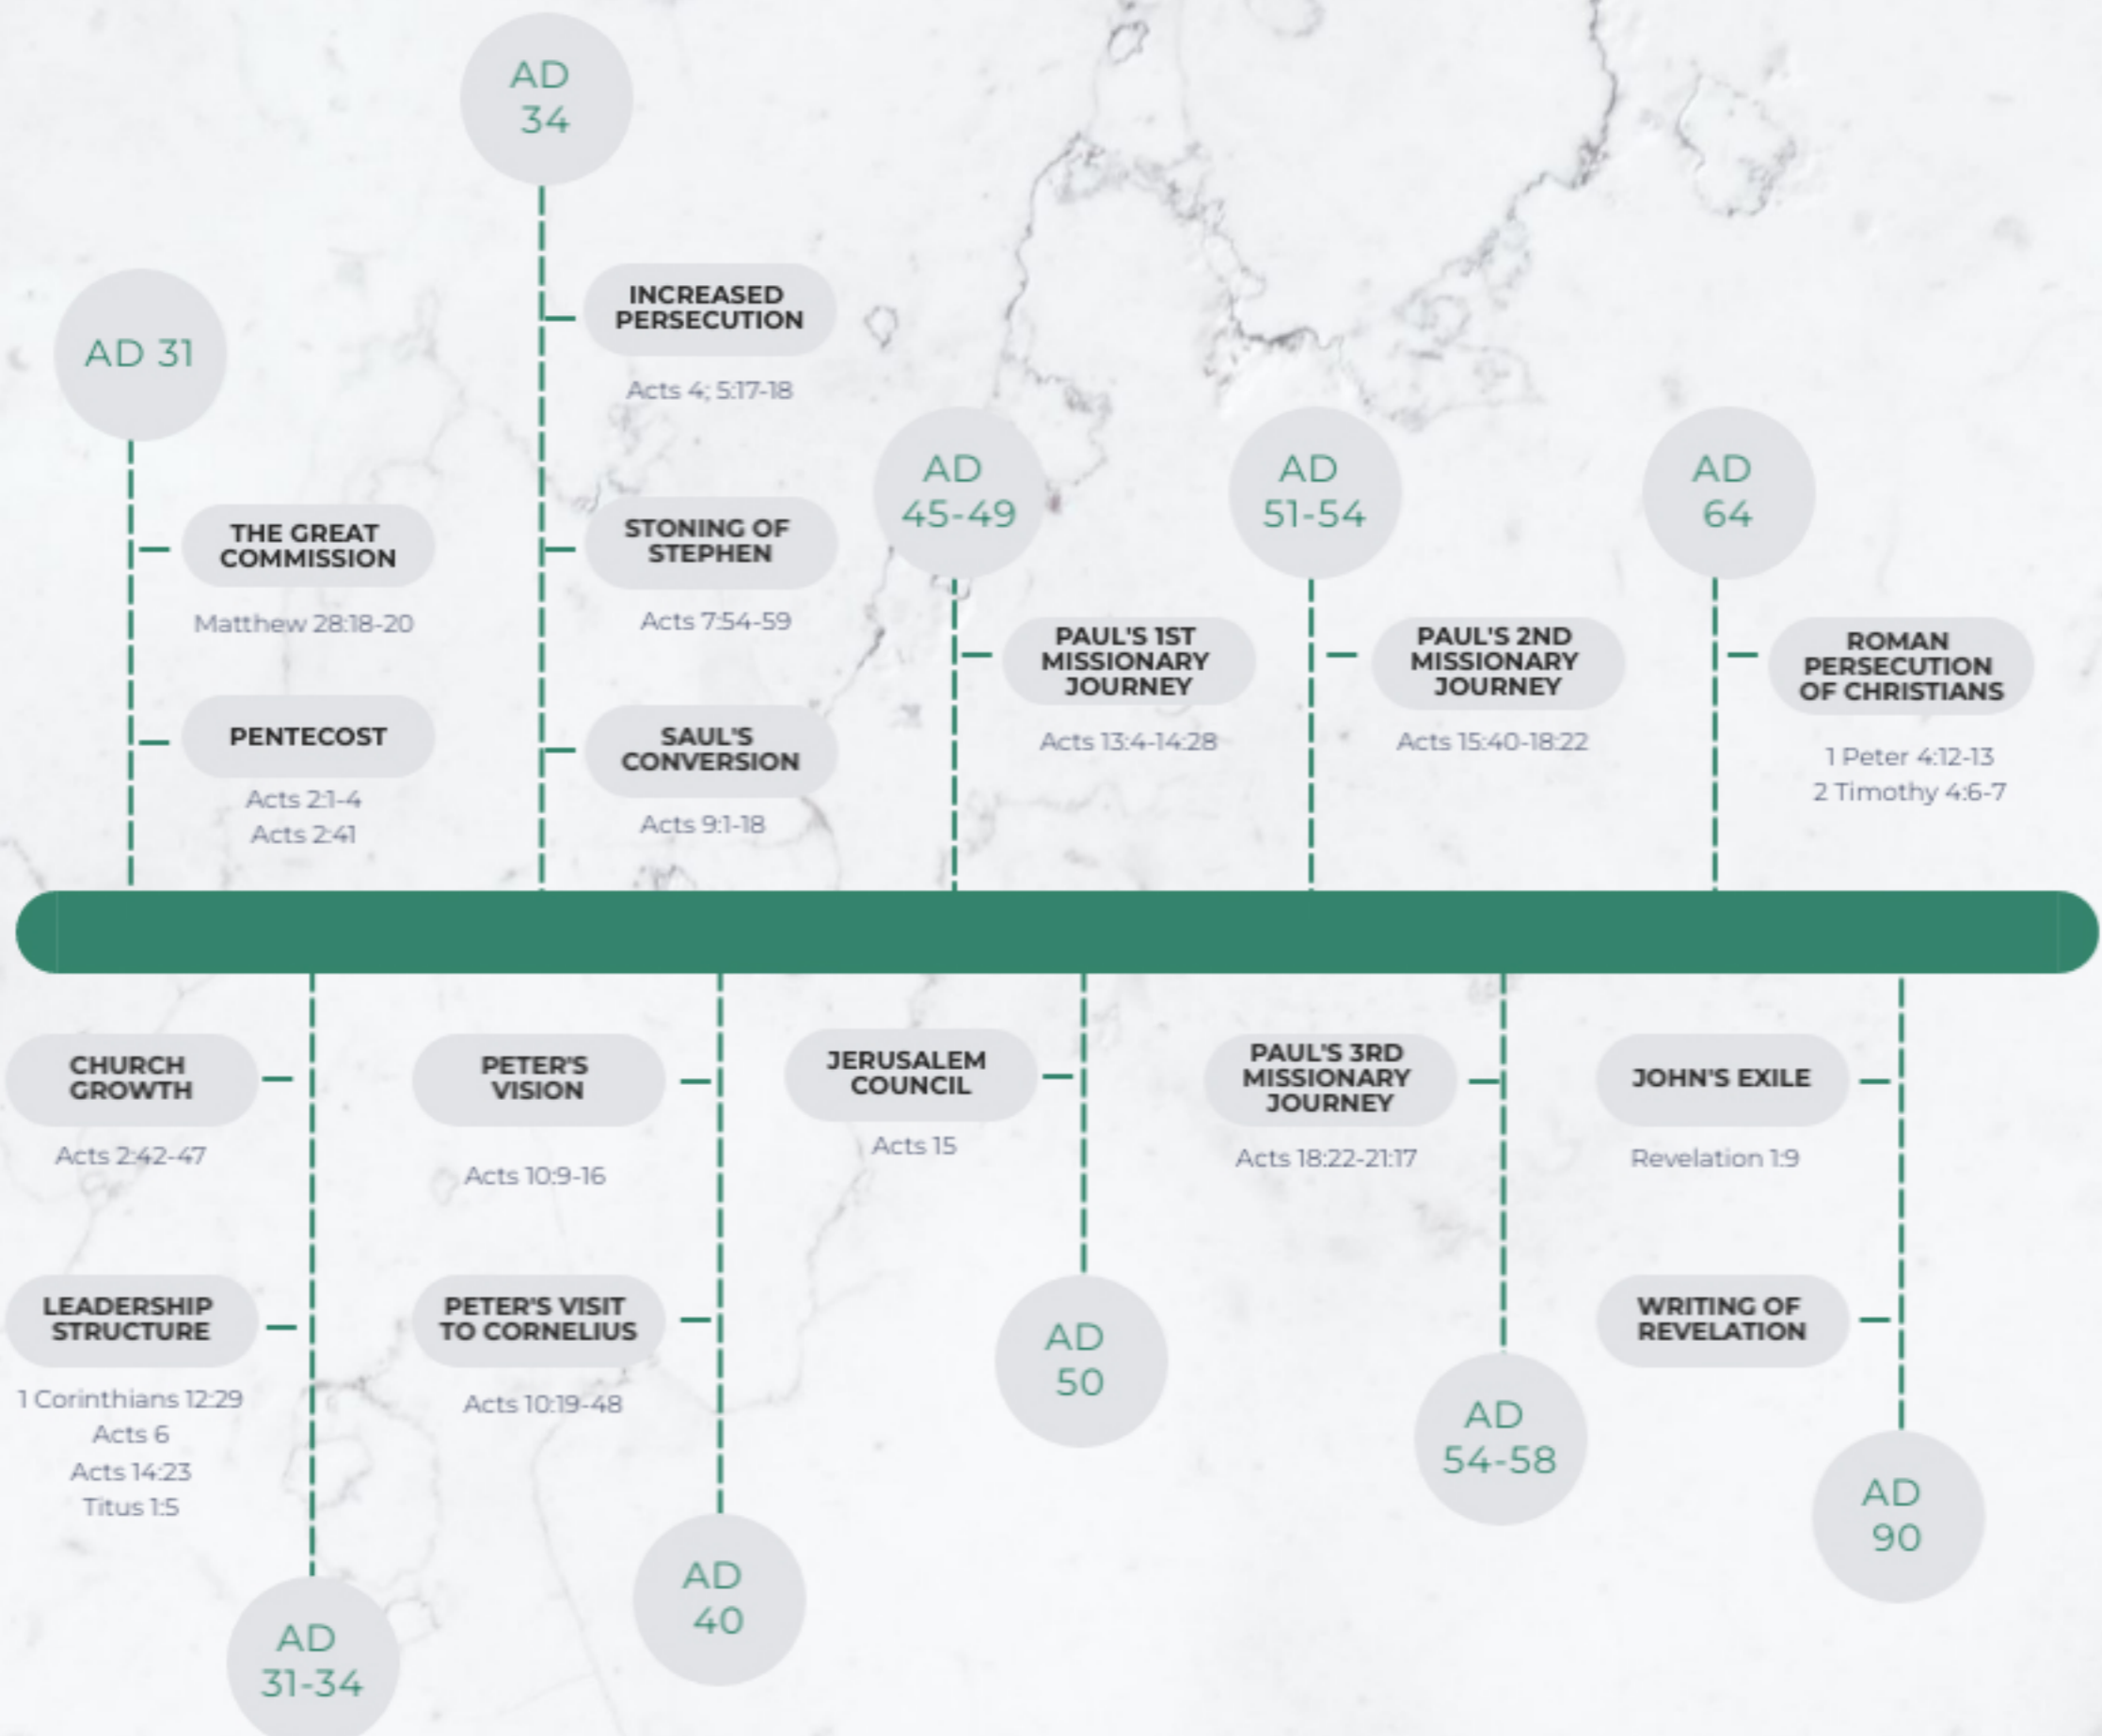 AD
34
INCREASED
PERSECUTION
Acts 4; 5:17-18
STONING OF
STEPHEN
Acts 7:54-59
SAUL'S
CONVERSION
Acts 9:1-18
AD 31
THE GREAT
COMMISSION
Matthew 28:18-20
PENTECOST
Acts 2:1-4
Acts 2:41
AD
45-49
PAUL'S 1ST
MISSIONARY
JOURNEY
Acts 13:4-14:28
AD
51-54
PAUL'S 2ND
MISSIONARY
JOURNEY
Acts 15:40-18:22
AD
64
ROMAN
PERSECUTION
OF CHRISTIANS
1 Peter 4:12-13
2 Timothy 4:6-7
CHURCH
GROWTH
Acts 2:42-47
LEADERSHIP
STRUCTURE
1 Corinthians 12:29
Acts 6
Acts 14:23
Titus 1:5
AD
31-34
PETER'S
VISION
Acts 10:9-16
PETER'S VISIT
TO CORNELIUS
Acts 10:19-48
AD
40
JERUSALEM
COUNCIL
Acts 15
AD
50
PAUL'S 3RD
MISSIONARY
JOURNEY
Acts 18:22-21:17
AD
54-58
JOHN'S EXILE
Revelation 1:9
WRITING OF
REVELATION
AD
90